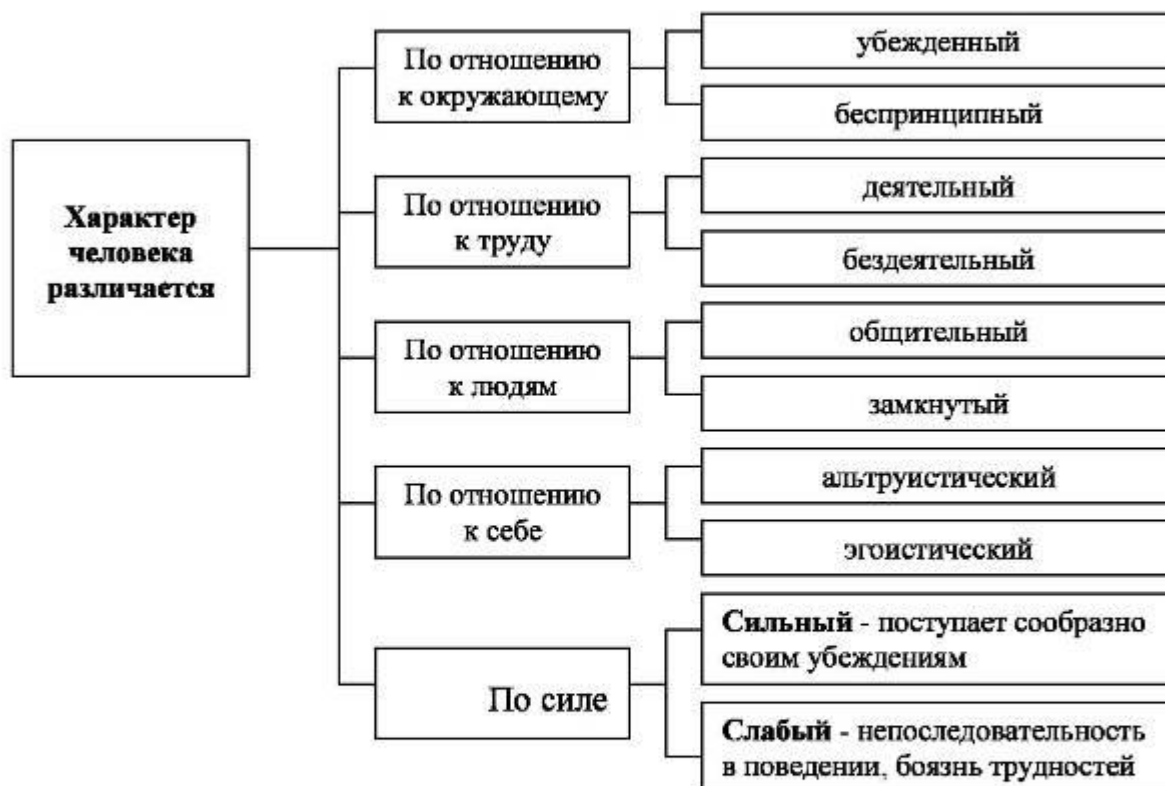 Характер
человека
различается
По отношению
к окружающему
убежденный
беспринципный
По отношению
к труду
деятельный
бездеятельный
По отношению
к людям
общительный
замкнутый
По отношению
к себе
альтруистический
эгоистический
По силе
Сильный - поступает сообразно
своим убеждениям
Слабый - непоследовательность
в поведении, боязнь трудностей